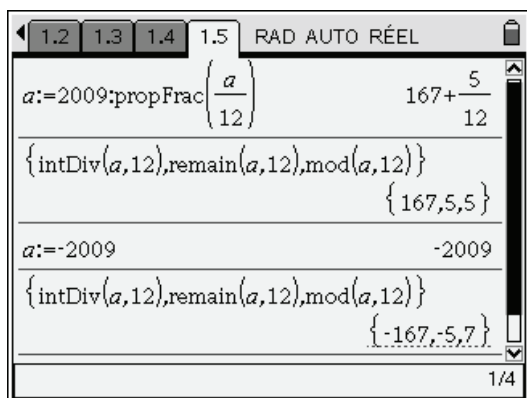 1.2 1.3 1.4 1.5 RAD AUTO RÉEL
a:=2009:propFrac(a/12) 167+5/12
{intDiv(a,12),remain(a,12),mod(a,12)}
{167,5,5}
a:=-2009 -2009
{intDiv(a,12),remain(a,12),mod(a,12)}
{-167,-5,7}
1/4